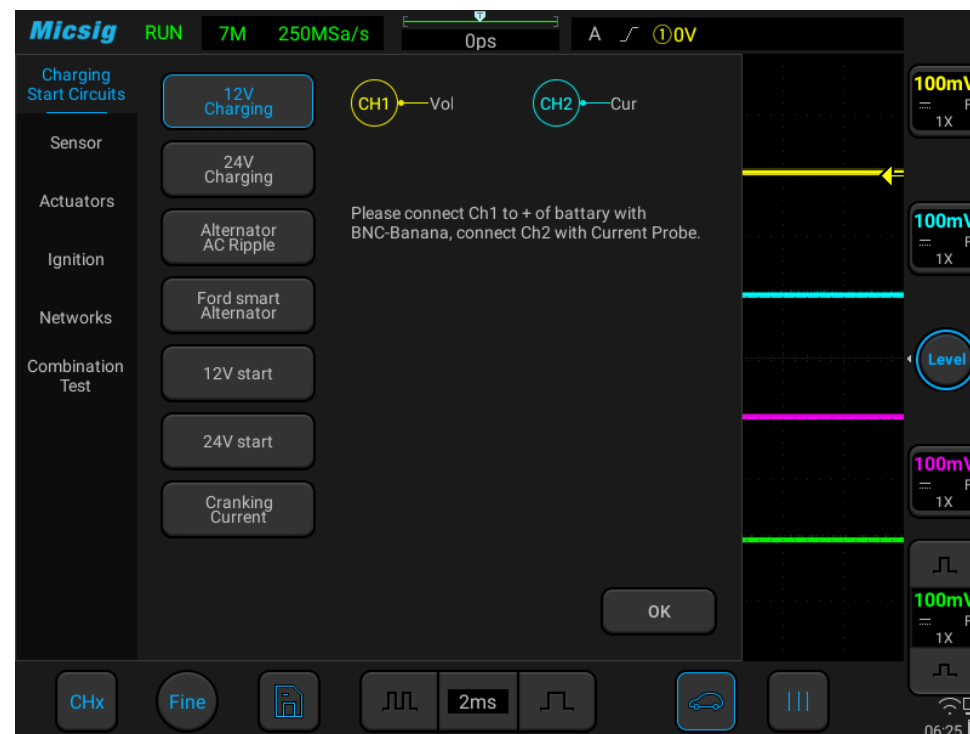 Micsig RUN 7M 250MSa/s 0ps A ①0V
Charging
Start Circuits
Sensor
Actuators
Ignition
Networks
Combination
Test
12V
Charging
24V
Charging
Alternator
AC Ripple
Ford smart
Alternator
12V start
24V start
Cranking
Current
CH1 Vol CH2 Cur
Please connect Ch1 to + of battary with
BNC-Banana, connect Ch2 with Current Probe.
OK
100mV
F
1X
100mV
F
1X
Level
100mV
F
1X
100mV
F
1X
CHx Fine 2ms
06:25